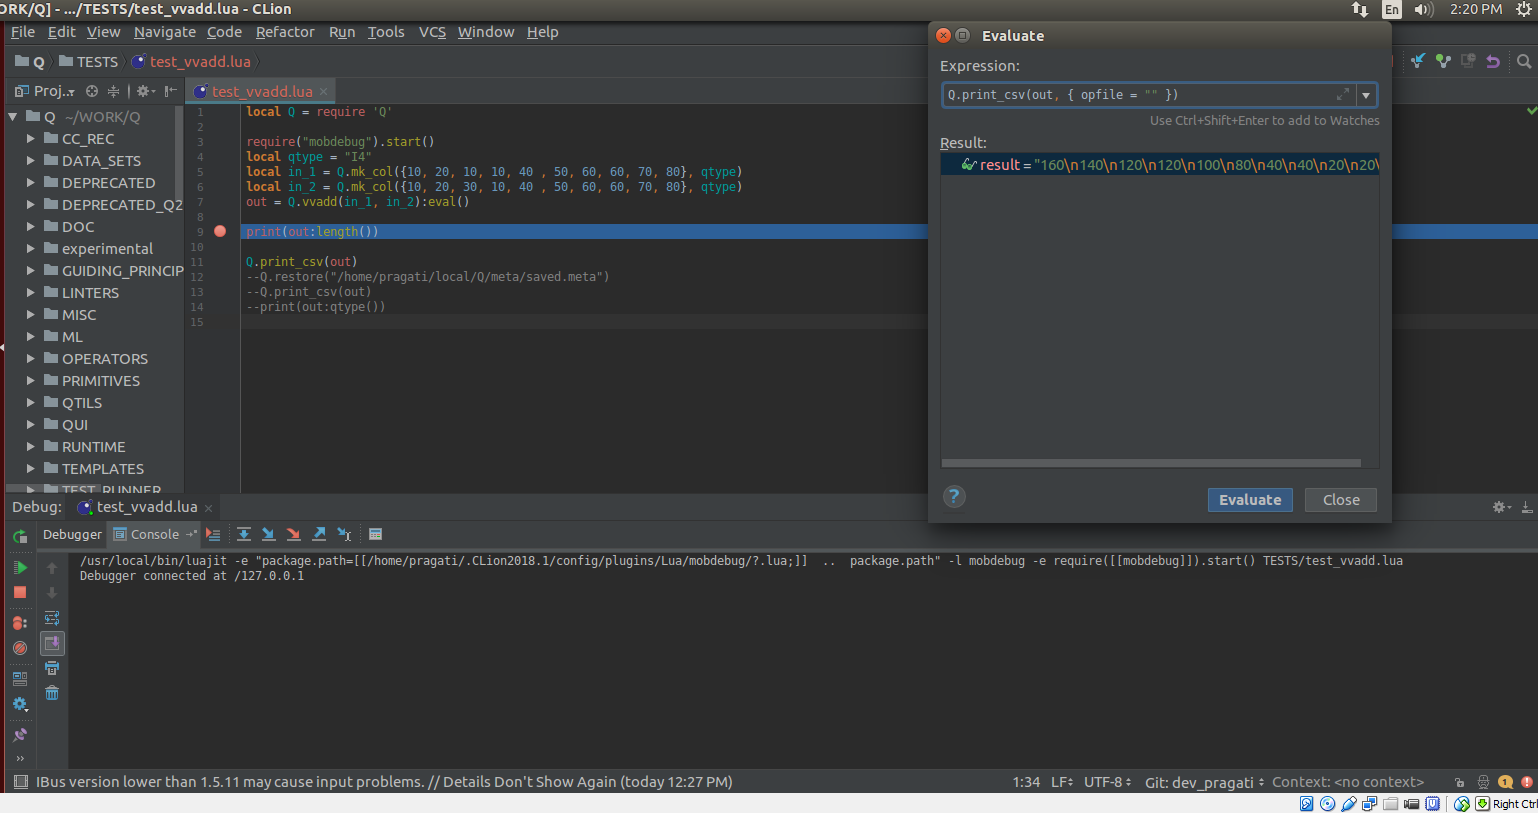 ORK/Q] - .../TESTS/test_vvadd.lua - CLion
En
2:20 PM
File Edit View Navigate Code Refactor Run Tools VCS Window Help
Q TESTS test_vvadd.lua
Proj..
test_vvadd.lua
Q ~/WORK/Q
CC_REC
DATA_SETS
DEPRECATED
DEPRECATED_Q2
DOC
experimental
GUIDING_PRINCIP
LINTERS
MISC
ML
OPERATORS
PRIMITIVES
QTILS
QUI
RUNTIME
TEMPLATES
TEST_RUNNER
1 local Q = require 'Q'
2
3 require("mobdebug").start()
4 local qtype = "I4"
5 local in_1 = Q.mk_col({10, 20, 10, 10, 40 , 50, 60, 60, 70, 80}, qtype)
6 local in_2 = Q.mk_col({10, 20, 30, 10, 40 , 50, 60, 60, 70, 80}, qtype)
7 out = Q.vvadd(in_1, in_2):eval()
8
9 print(out:length())
10
11 Q.print_csv(out)
12 --Q.restore("/home/pragati/local/Q/meta/saved.meta")
13 --Q.print_csv(out)
14 --print(out:qtype())
15
Evaluate
Expression:
Q.print_csv(out, { opfile = "" })
Use Ctrl+Shift+Enter to add to Watches
Result:
result = "160\n140\n120\n120\n100\n80\n40\n40\n20\n20\
?
Evaluate
Close
Debug: test_vvadd.lua
Debugger Console
/usr/local/bin/luajit -e "package.path=[[/home/pragati/.CLion2018.1/config/plugins/Lua/mobdebug/?.lua;]] .. package.path" -l mobdebug -e require([[mobdebug]]).start() TESTS/test_vvadd.lua
Debugger connected at /127.0.0.1
IBus version lower than 1.5.11 may cause input problems. // Details Don't Show Again (today 12:27 PM)
1:34 LF UTF-8 Git: dev_pragati Context: <no context>
1
Right Ctrl